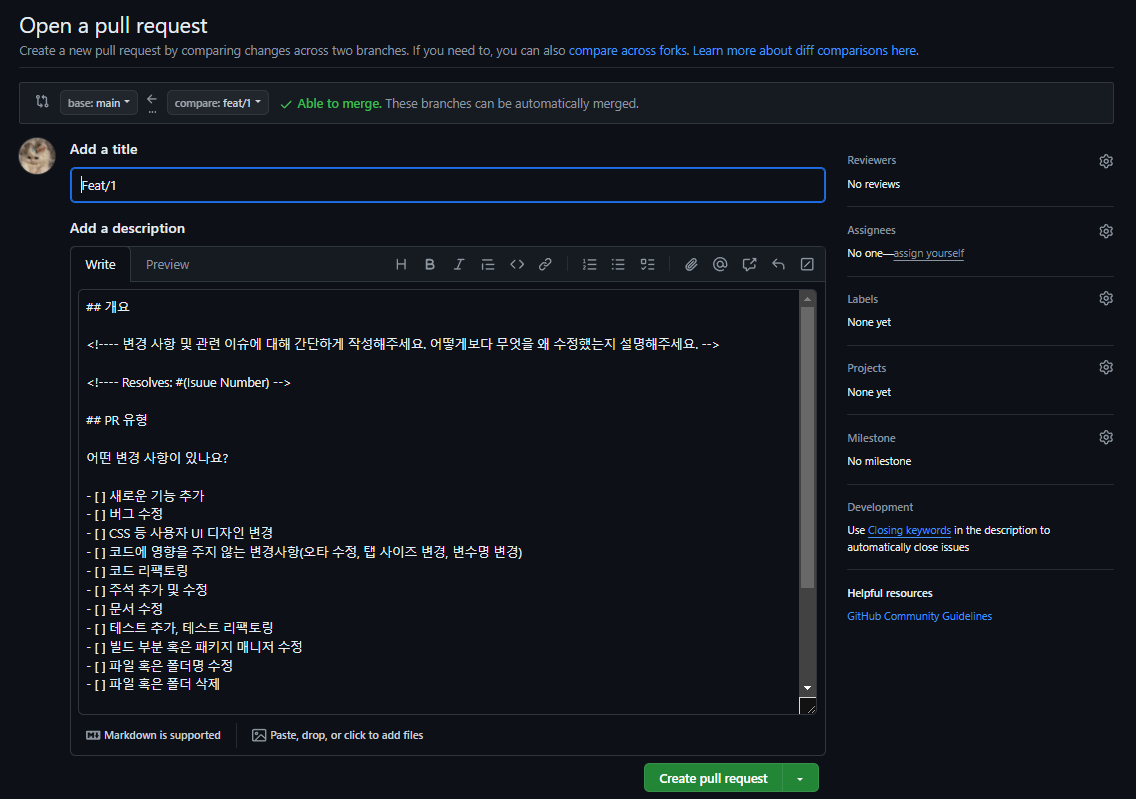 Open a pull request
Create a new pull request by comparing changes across two branches. If you need to, you can also compare across forks. Learn more about diff comparisons here.
base: main
compare: feat/1
Able to merge. These branches can be automatically merged.
Add a title
Feat/1
Add a description
Write
Preview
## 개요
<!---- 변경 사항 및 관련 이슈에 대해 간단하게 작성해주세요. 어떻게보다 무엇을 왜 수정했는지 설명해주세요. -->
<!---- Resolves: #(Isuue Number) -->
## PR 유형
어떤 변경 사항이 있나요?
- [ ] 새로운 기능 추가
- [ ] 버그 수정
- [ ] CSS 등 사용자 UI 디자인 변경
- [ ] 코드에 영향을 주지 않는 변경사항(오타 수정, 탭 사이즈 변경, 변수명 변경)
- [ ] 코드 리팩토링
- [ ] 주석 추가 및 수정
- [ ] 문서 수정
- [ ] 테스트 추가, 테스트 리팩토링
- [ ] 빌드 부분 혹은 패키지 매니저 수정
- [ ] 파일 혹은 폴더명 수정
- [ ] 파일 혹은 폴더 삭제
Markdown is supported
Paste, drop, or click to add files
Create pull request
Reviewers
No reviews
Assignees
No one—assign yourself
Labels
None yet
Projects
None yet
Milestone
No milestone
Development
Use Closing keywords in the description to
automatically close issues
Helpful resources
GitHub Community Guidelines